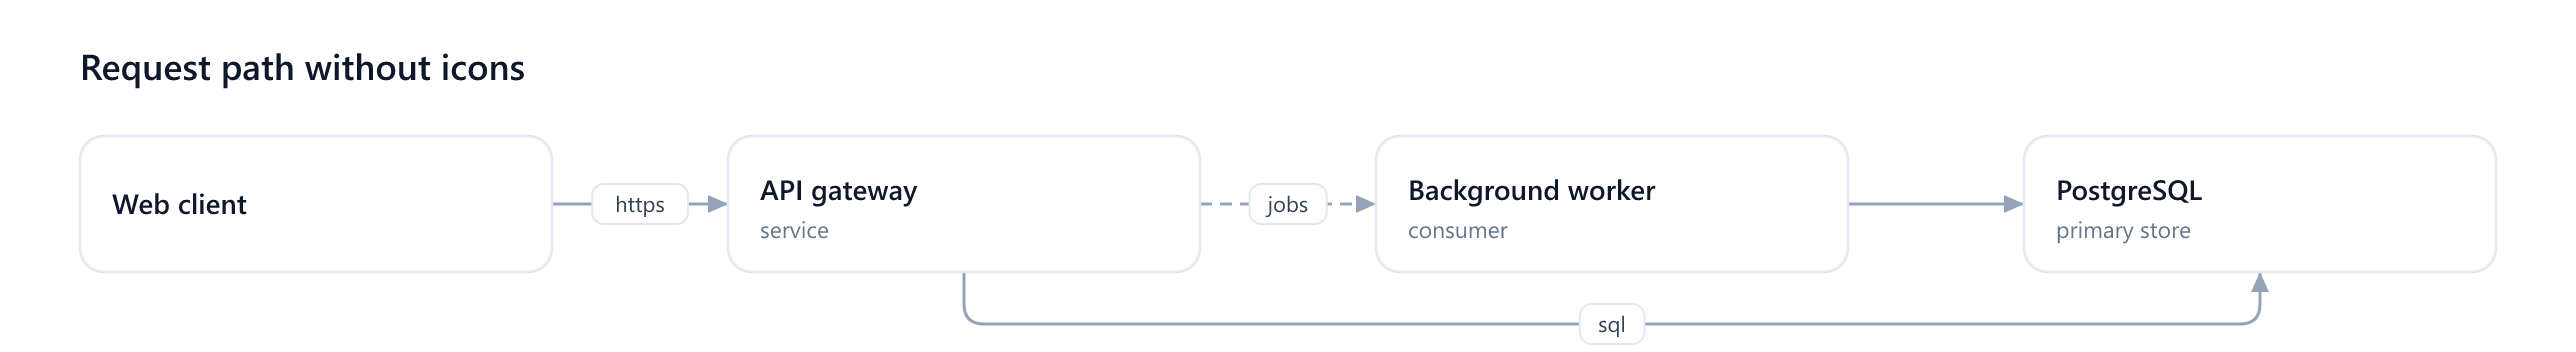 Request path without icons
Web client
https
API gateway
service
jobs
Background worker
consumer
PostgreSQL
primary store
sql